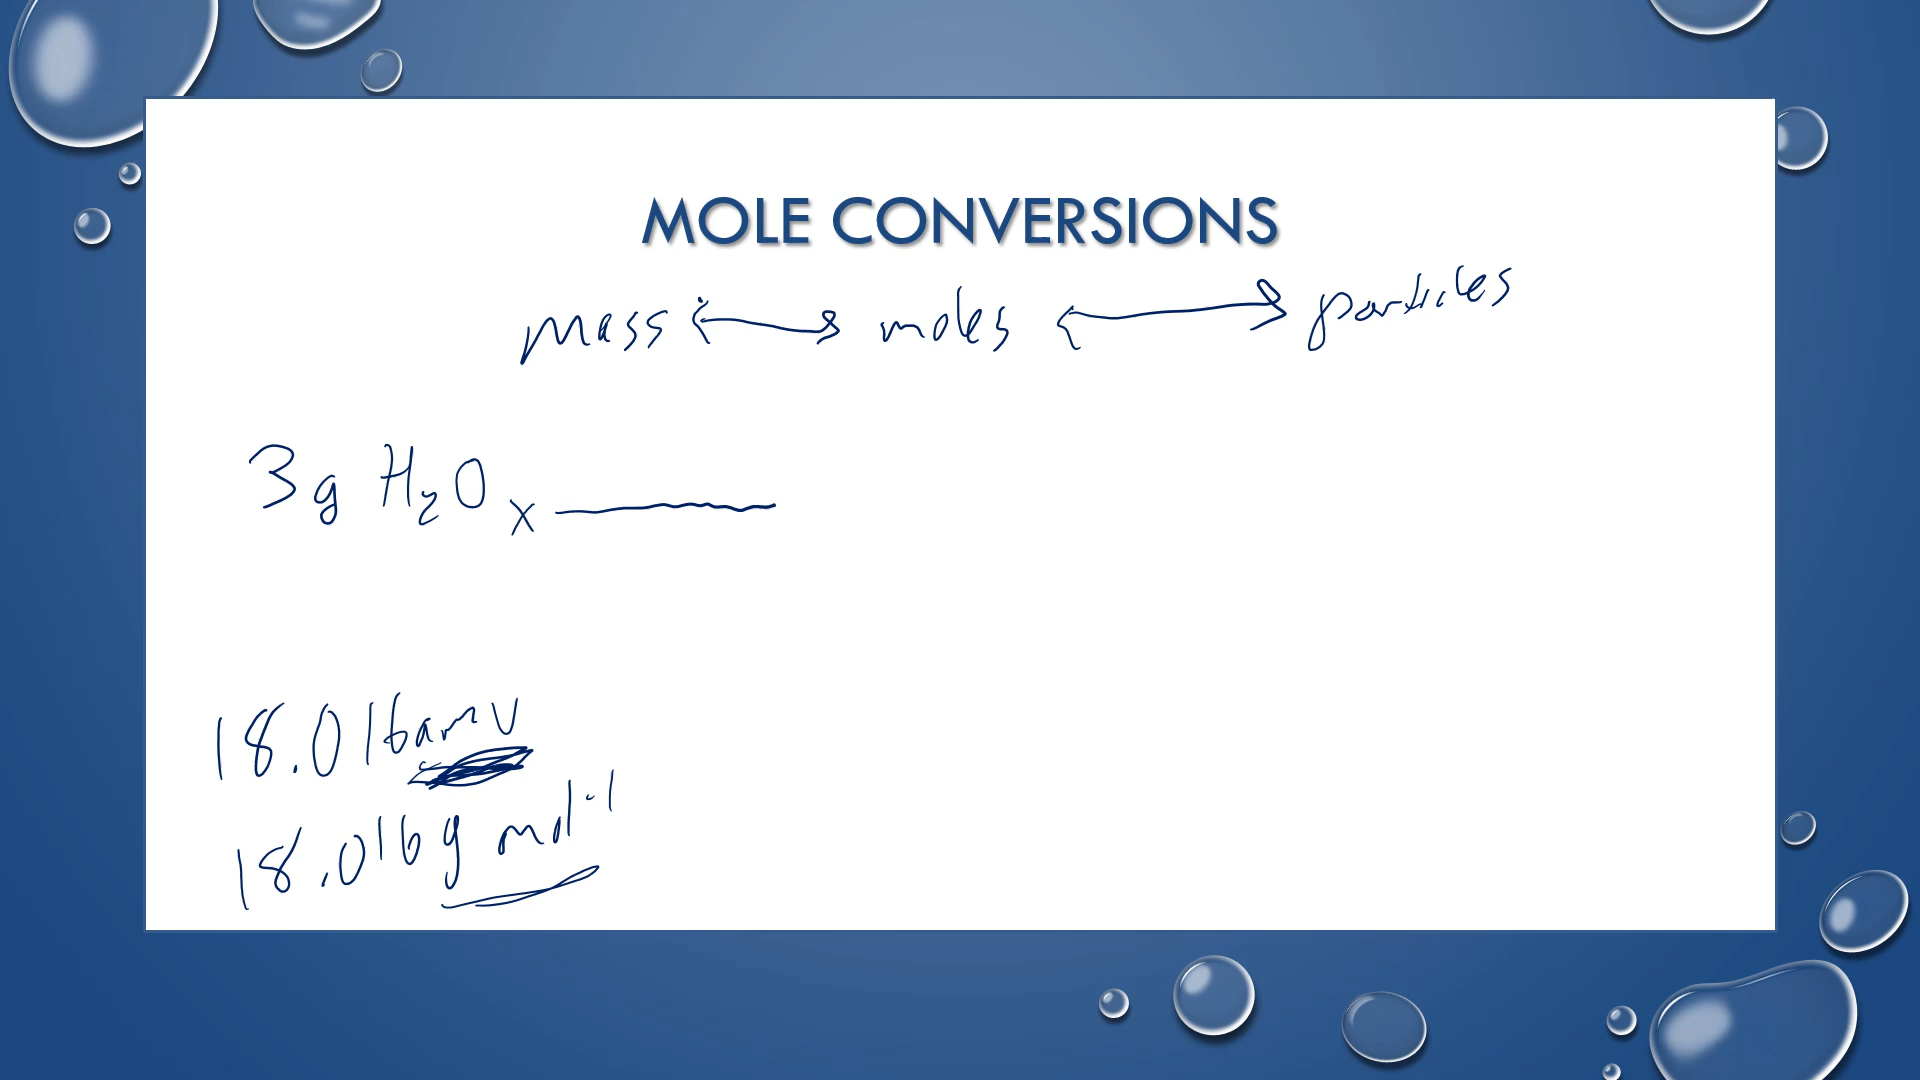 MOLE CONVERSIONS
mass ↔ moles ↔ particles
3g H₂O x
18.016amu
18.016g mol⁻¹